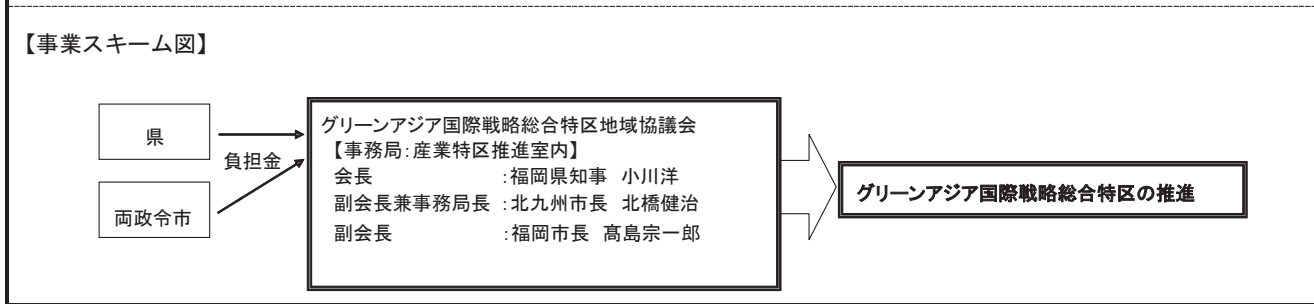 【事業スキーム図】
県
負担金
両政令市
グリーンアジア国際戦略総合特区地域協議会
【事務局:産業特区推進室内】
会長　　　　　　:福岡県知事　小川洋
副会長兼事務局長 :北九州市長　北橋健治
副会長　　　　　:福岡市長　髙島宗一郎
グリーンアジア国際戦略総合特区の推進